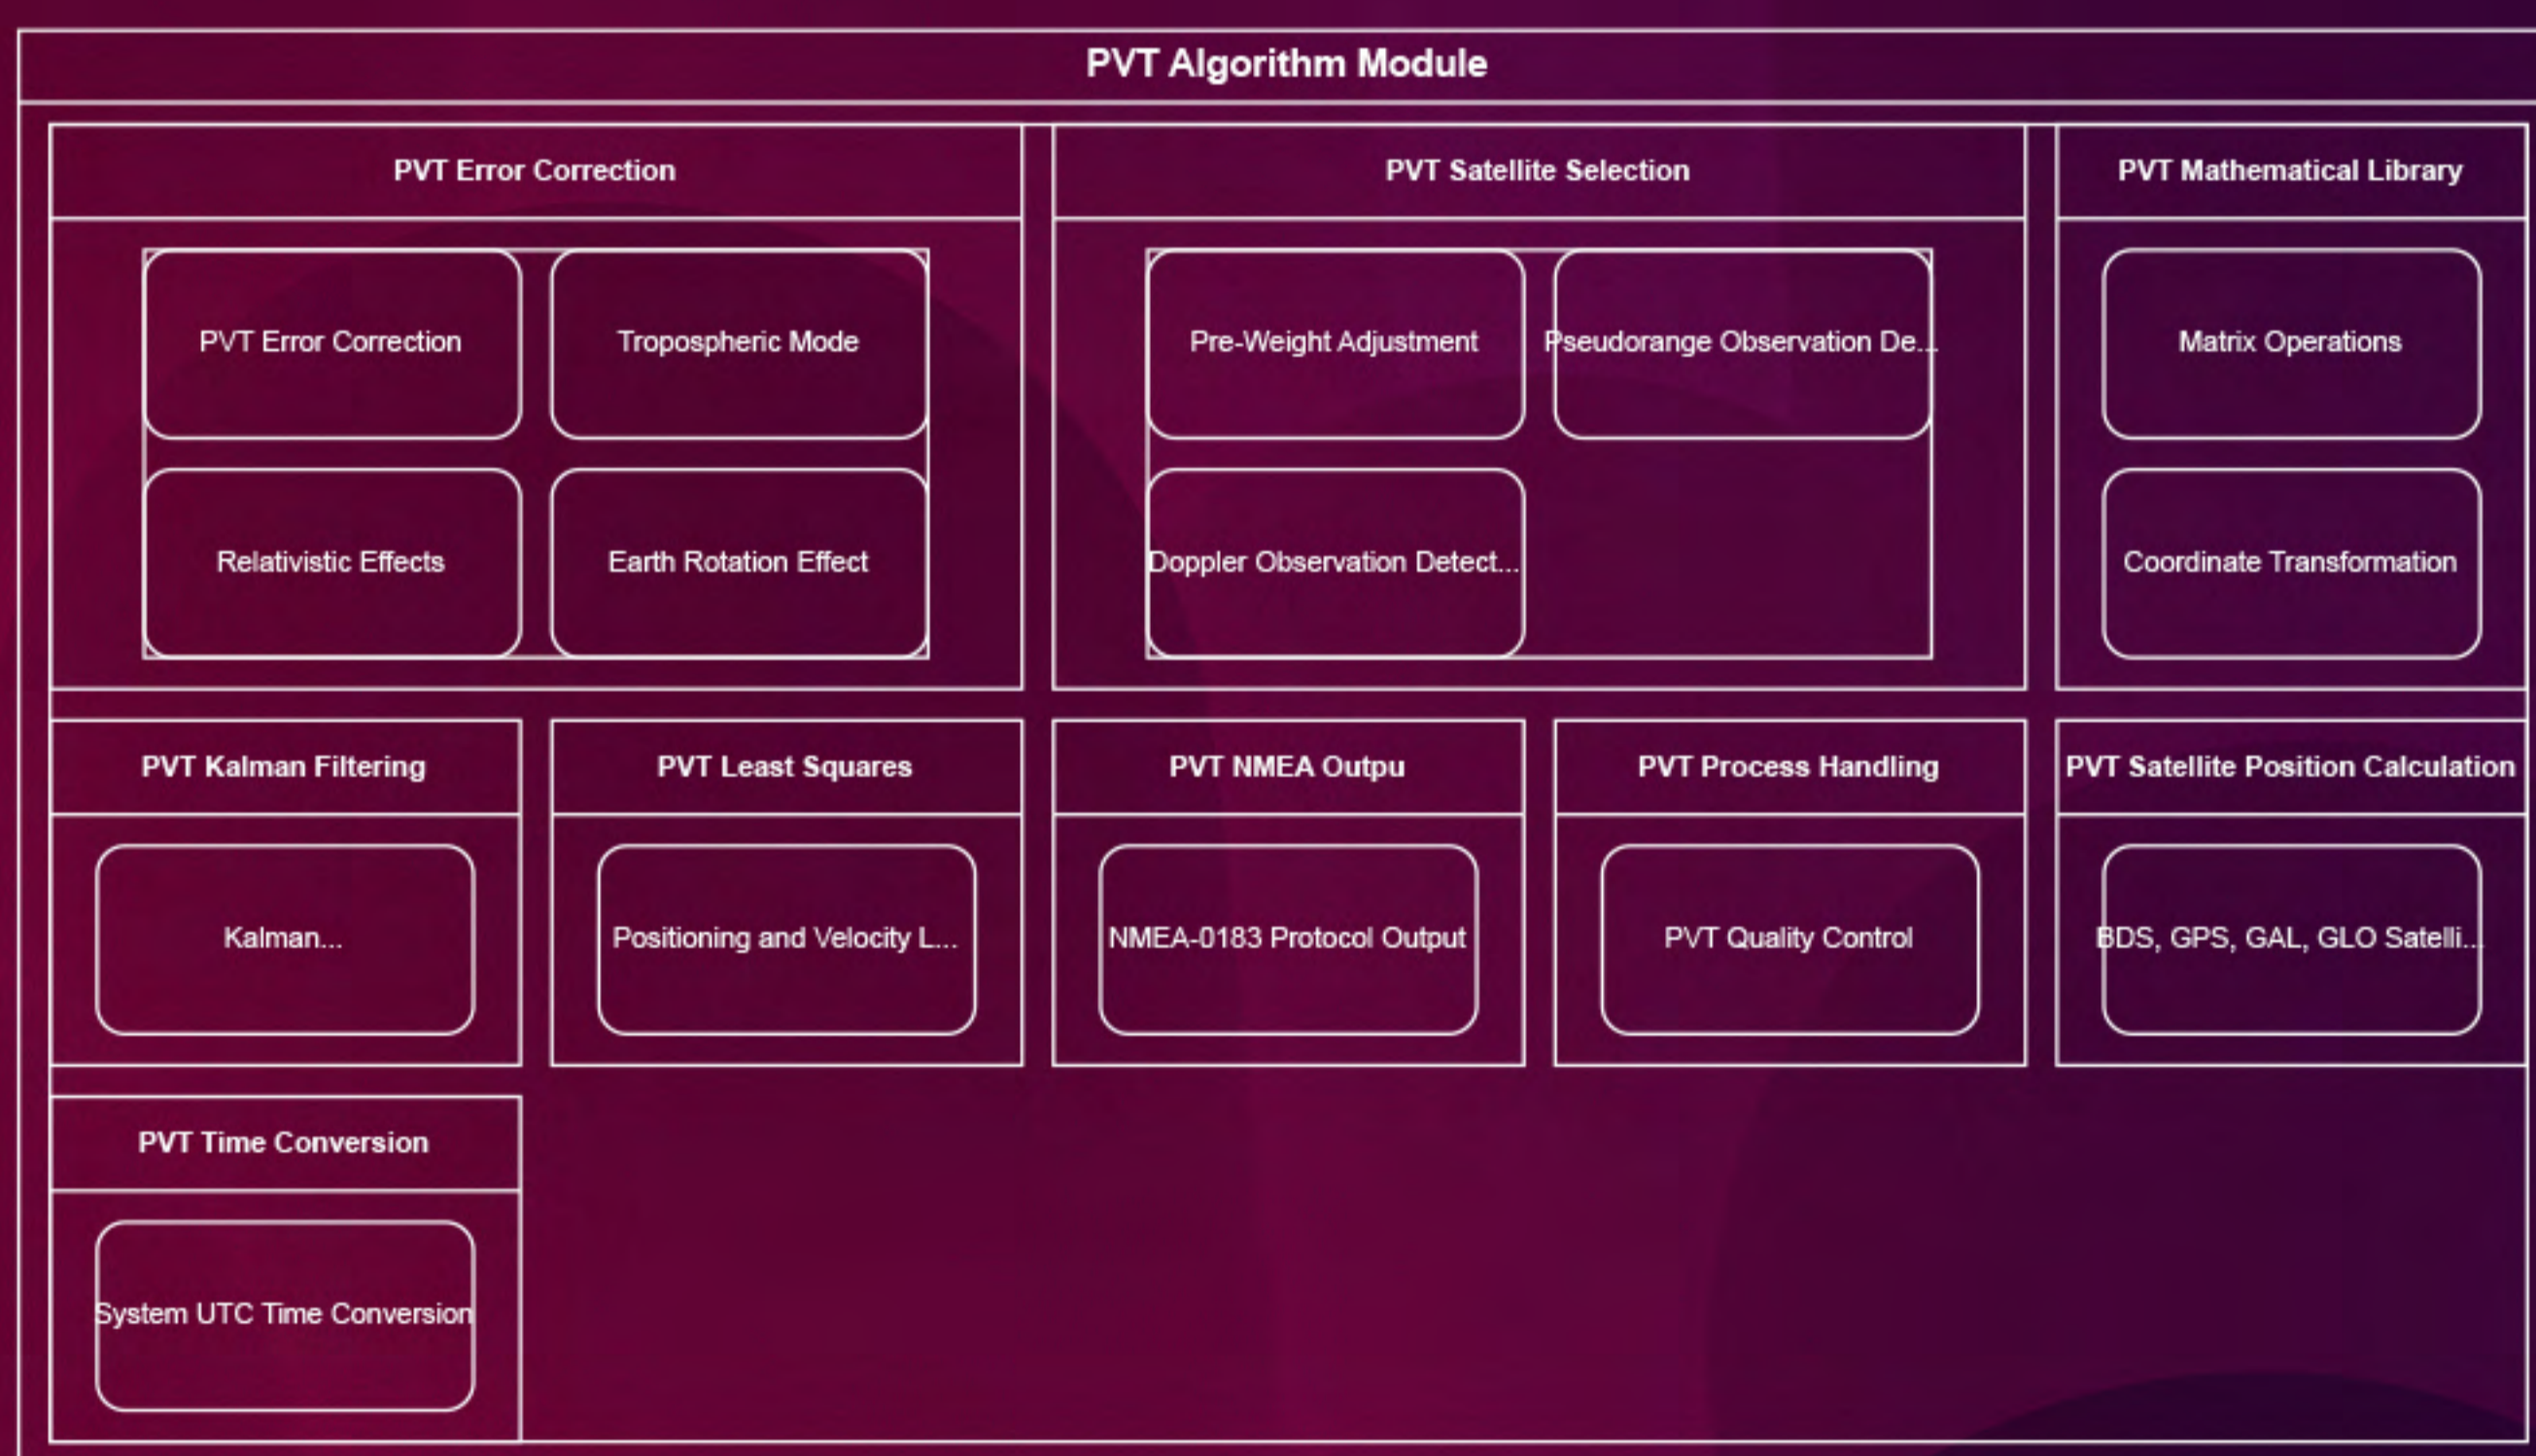 PVT Algorithm Module
PVT Error Correction
PVT Error Correction
Tropospheric Mode
Relativistic Effects
Earth Rotation Effect
PVT Satellite Selection
Pre-Weight Adjustment
Pseudorange Observation De...
Doppler Observation Detect...
PVT Mathematical Library
Matrix Operations
Coordinate Transformation
PVT Kalman Filtering
Kalman...
PVT Least Squares
Positioning and Velocity L...
PVT NMEA Outpu
NMEA-0183 Protocol Output
PVT Process Handling
PVT Quality Control
PVT Satellite Position Calculation
BDS, GPS, GAL, GLO Satelli...
PVT Time Conversion
System UTC Time Conversion